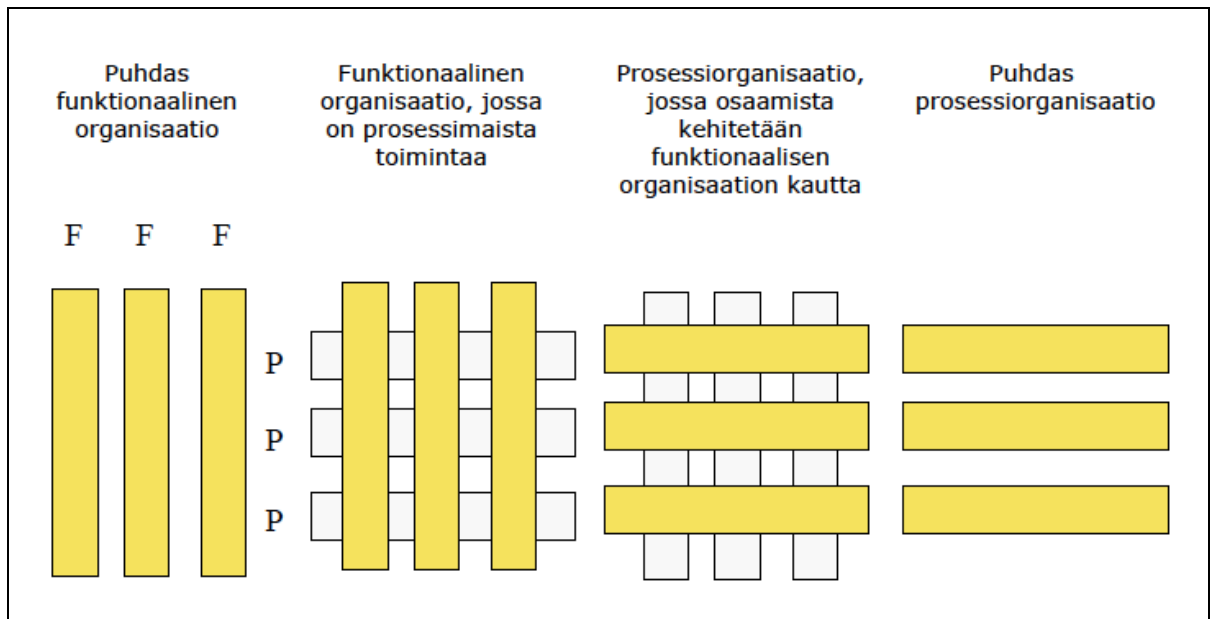 Puhdas
funktionaalinen
organisaatio
Funktionaalinen
organisaatio, jossa
on prosessimaista
toimintaa
Prosessiorganisaatio,
jossa osaamista
kehitetään
funktionaalisen
organisaation kautta
Puhdas
prosessiorganisaatio
F F F
P
P
P